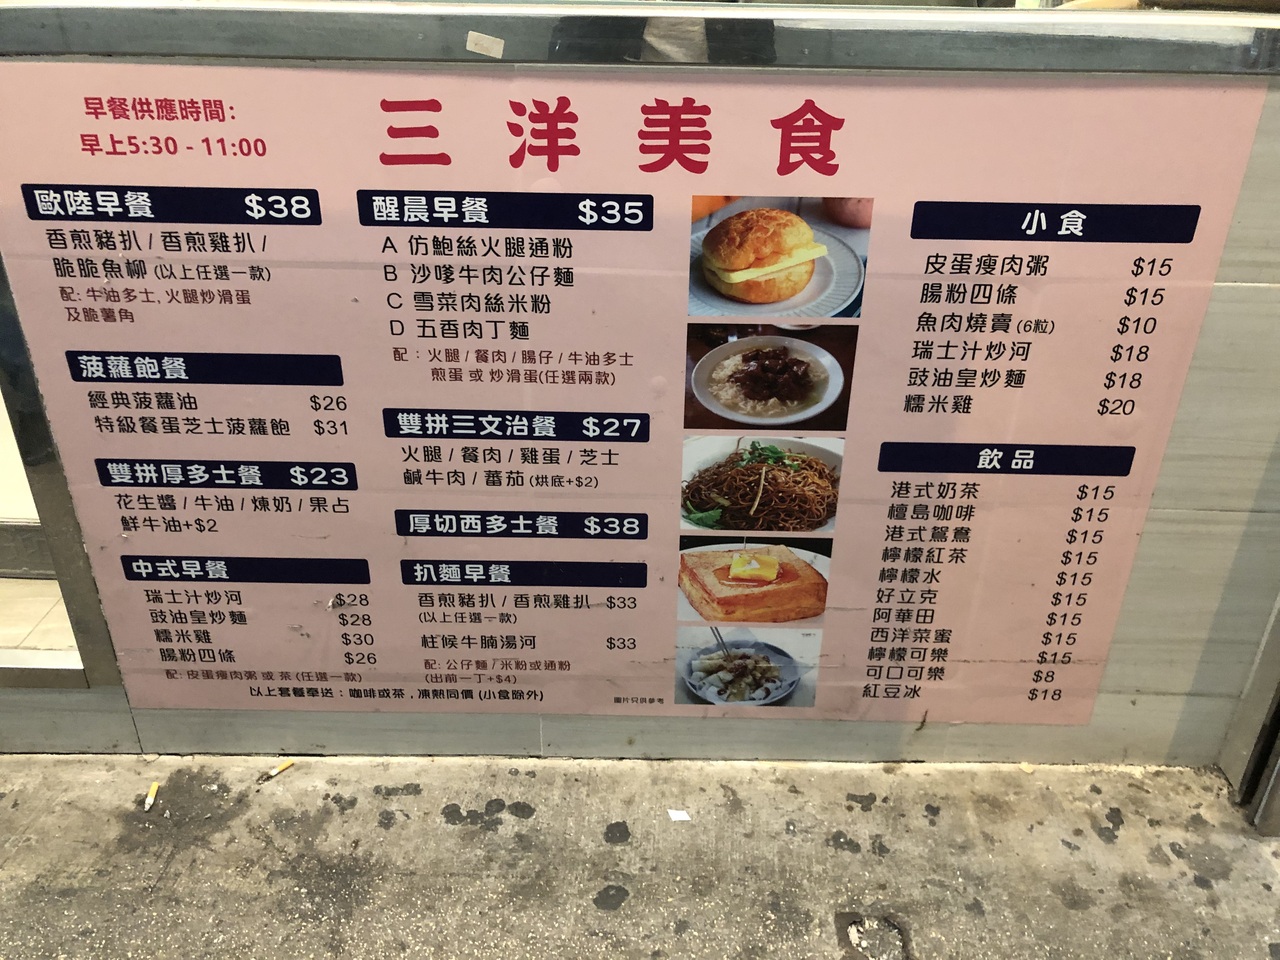 早餐供應時間：
早上5:30 - 11:00
三洋美食
歐陸早餐 $38
香煎豬扒 / 香煎雞扒 /
脆脆魚柳 (以上任選一款)
配: 牛油多士, 火腿炒滑蛋
及脆薯角
菠蘿飽餐
經典菠蘿油 $26
特級餐蛋芝士菠蘿飽 $31
雙拼厚多士餐 $23
花生醬 / 牛油 / 煉奶 / 果占
鮮牛油+$2
中式早餐
瑞士汁炒河 $28
豉油皇炒麵 $28
糯米雞 $30
腸粉四條 $26
配: 皮蛋瘦肉粥 或 茶 (任選一款)
醒晨早餐 $35
A 仿鮑絲火腿通粉
B 沙嗲牛肉公仔麵
C 雪菜肉絲米粉
D 五香肉丁麵
配：火腿 / 餐肉 / 腸仔 / 牛油多士
煎蛋 或 炒滑蛋(任選兩款)
雙拼三文治餐 $27
火腿 / 餐肉 / 雞蛋 / 芝士
鹹牛肉 / 蕃茄 (烘底+$2)
厚切西多士餐 $38
扒麵早餐
香煎豬扒 / 香煎雞扒 $33
(以上任選一款)
柱候牛腩湯河 $33
配: 公仔麵 / 米粉或通粉
(出前一丁+$4)
以上套餐奉送：咖啡或茶 , 凍熱同價 (小食除外)
圖片只供參考
小食
皮蛋瘦肉粥 $15
腸粉四條 $15
魚肉燒賣 (6粒) $10
瑞士汁炒河 $18
豉油皇炒麵 $18
糯米雞 $20
飲品
港式奶茶 $15
檀島咖啡 $15
港式鴛鴦 $15
檸檬紅茶 $15
檸檬水 $15
好立克 $15
阿華田 $15
西洋菜蜜 $15
檸檬可樂 $15
可口可樂 $8
紅豆冰 $18